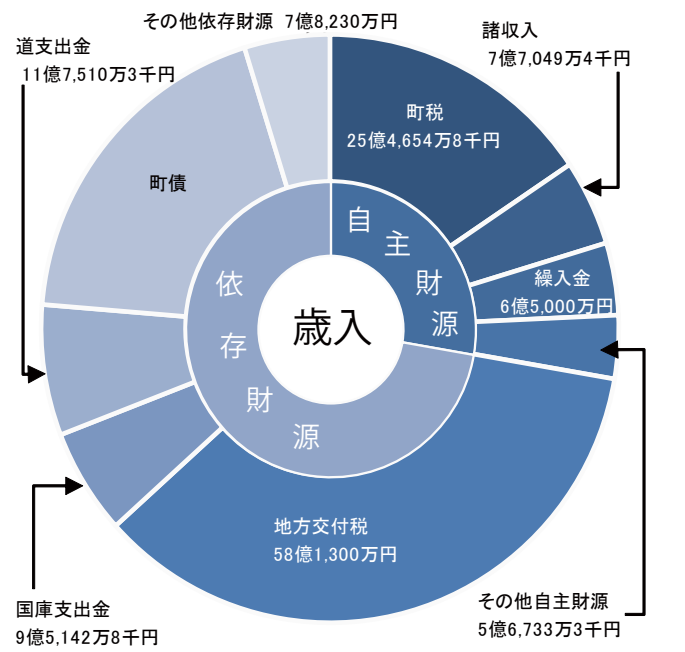 その他依存財源 7億8,230万円
道支出金
11億7,510万3千円
諸収入
7億7,049万4千円
町税
25億4,654万8千円
町債
自主財源
繰入金
6億5,000万円
依存財源
歳入
地方交付税
58億1,300万円
国庫支出金
9億5,142万8千円
その他自主財源
5億6,733万3千円